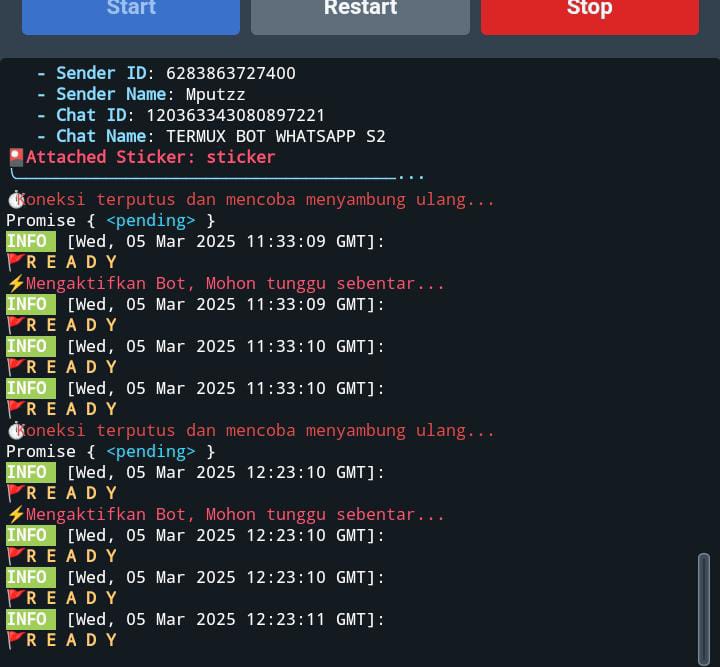 Start Restart Stop
- Sender ID: 6283863727400
- Sender Name: Mputzz
- Chat ID: 120363343080897221
- Chat Name: TERMUX BOT WHATSAPP S2
🎴Attached Sticker: sticker
╰───────────────────────────────────────···
⏱️Koneksi terputus dan mencoba menyambung ulang...
Promise { <pending> }
INFO [Wed, 05 Mar 2025 11:33:09 GMT]:
🚩R E A D Y
⚡Mengaktifkan Bot, Mohon tunggu sebentar...
INFO [Wed, 05 Mar 2025 11:33:09 GMT]:
🚩R E A D Y
INFO [Wed, 05 Mar 2025 11:33:10 GMT]:
🚩R E A D Y
INFO [Wed, 05 Mar 2025 11:33:10 GMT]:
🚩R E A D Y
⏱️Koneksi terputus dan mencoba menyambung ulang...
Promise { <pending> }
INFO [Wed, 05 Mar 2025 12:23:10 GMT]:
🚩R E A D Y
⚡Mengaktifkan Bot, Mohon tunggu sebentar...
INFO [Wed, 05 Mar 2025 12:23:10 GMT]:
🚩R E A D Y
INFO [Wed, 05 Mar 2025 12:23:10 GMT]:
🚩R E A D Y
INFO [Wed, 05 Mar 2025 12:23:11 GMT]:
🚩R E A D Y